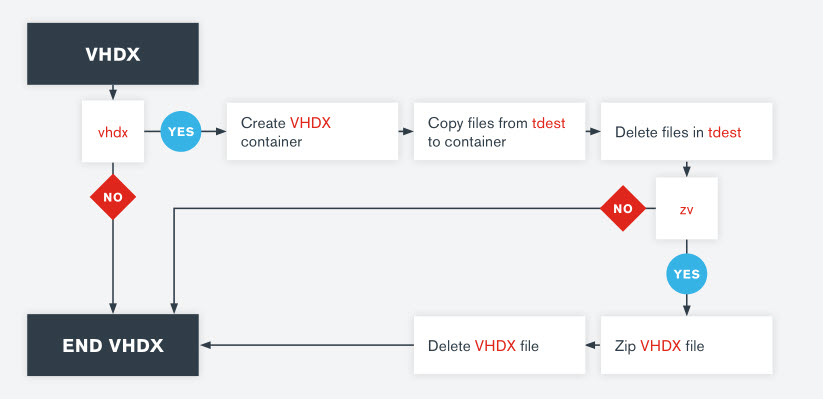 VHDX
vhdx
YES
Create VHDX
container
Copy files from tdest
to container
Delete files in tdest
NO
NO
zv
YES
END VHDX
Delete VHDX file
Zip VHDX file